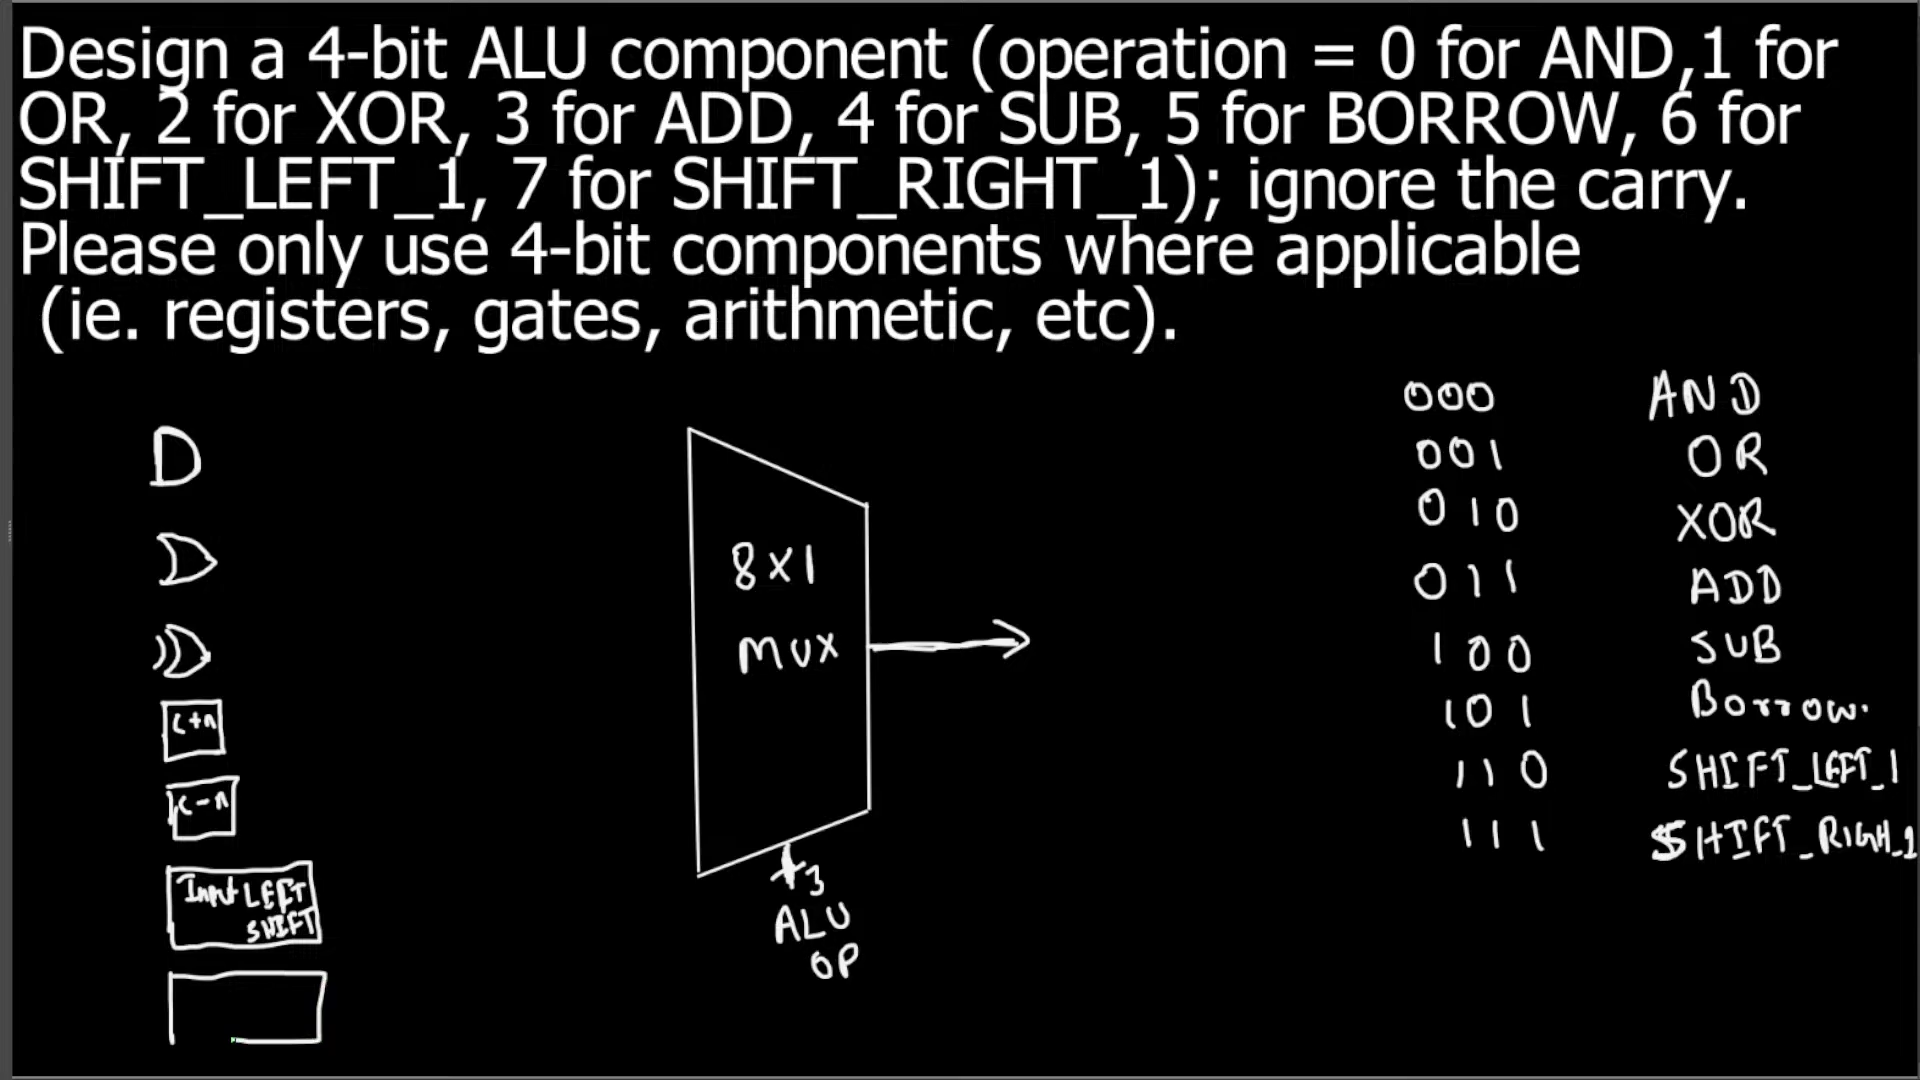 Design a 4-bit ALU component (operation = 0 for AND,1 for
OR, 2 for XOR, 3 for ADD, 4 for SUB, 5 for BORROW, 6 for
SHIFT_LEFT_1, 7 for SHIFT_RIGHT_1); ignore the carry.
Please only use 4-bit components where applicable
(ie. registers, gates, arithmetic, etc).
000 AND
001 OR
010 XOR
011 ADD
100 SUB
101 Borrow.
110 SHIFT_LEFT_1
111 SHIFT_RIGH_1
8X1
MUX
3
ALU
OP
Input LEFT
SHIFT